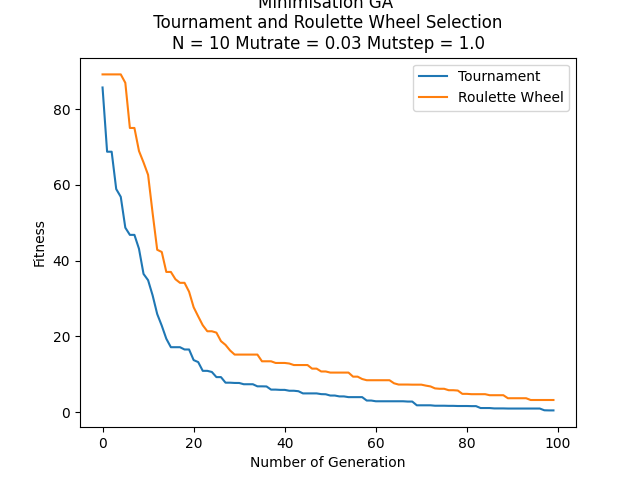 Minimisation GA
Tournament and Roulette Wheel Selection
N = 10 Mutrate = 0.03 Mutstep = 1.0
Tournament
Roulette Wheel
80
60
40
20
0
Fitness
0 20 40 60 80 100
Number of Generation